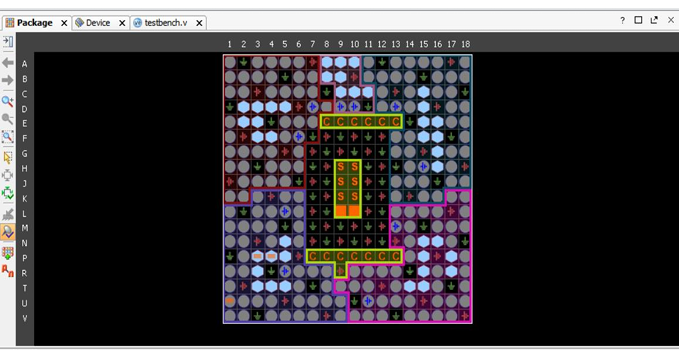 Package × Device × testbench.v ×
? ×
1 2 3 4 5 6 7 8 9 10 11 12 13 14 15 16 17 18
A
B
C
D
E C C C C C C
F
G
H S S
J S S
K S S
L
M
N
P C C C C C C C
R
T
U
V